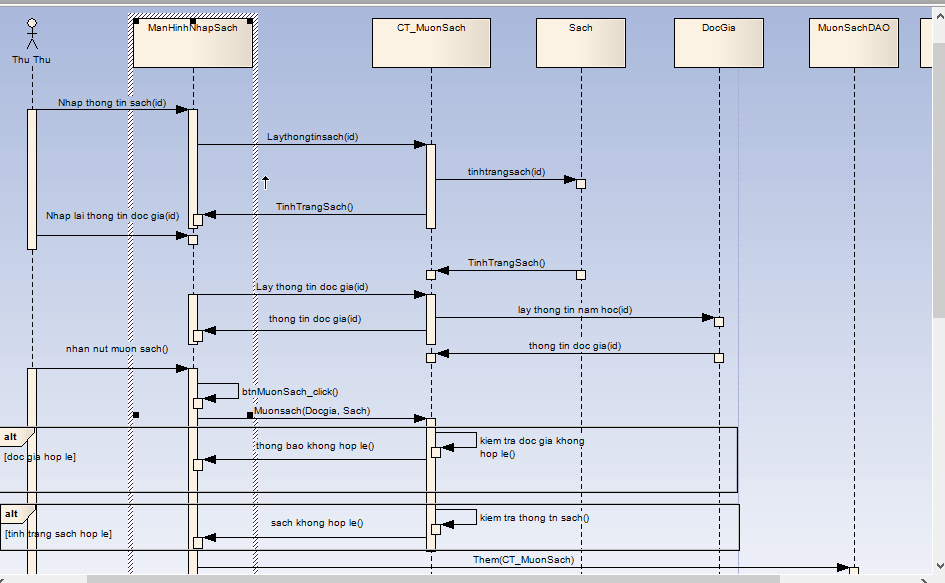 ManHinhNhapSach
CT_MuonSach
Sach
DocGia
MuonSachDAO
Thu Thu
Nhap thong tin sach(id)
Laythongtinsach(id)
tinhtrangsach(id)
TinhTrangSach()
Nhap lai thong tin doc gia(id)
TinhTrangSach()
Lay thong tin doc gia(id)
lay thong tin nam hoc(id)
thong tin doc gia(id)
thong tin doc gia(id)
nhan nut muon sach()
btnMuonSach_click()
Muonsach(Docgia, Sach)
alt
[doc gia hop le]
thong bao khong hop le()
kiem tra doc gia khong
hop le()
alt
[tinh trang sach hop le]
sach khong hop le()
kiem tra thong tn sach()
Them(CT_MuonSach)